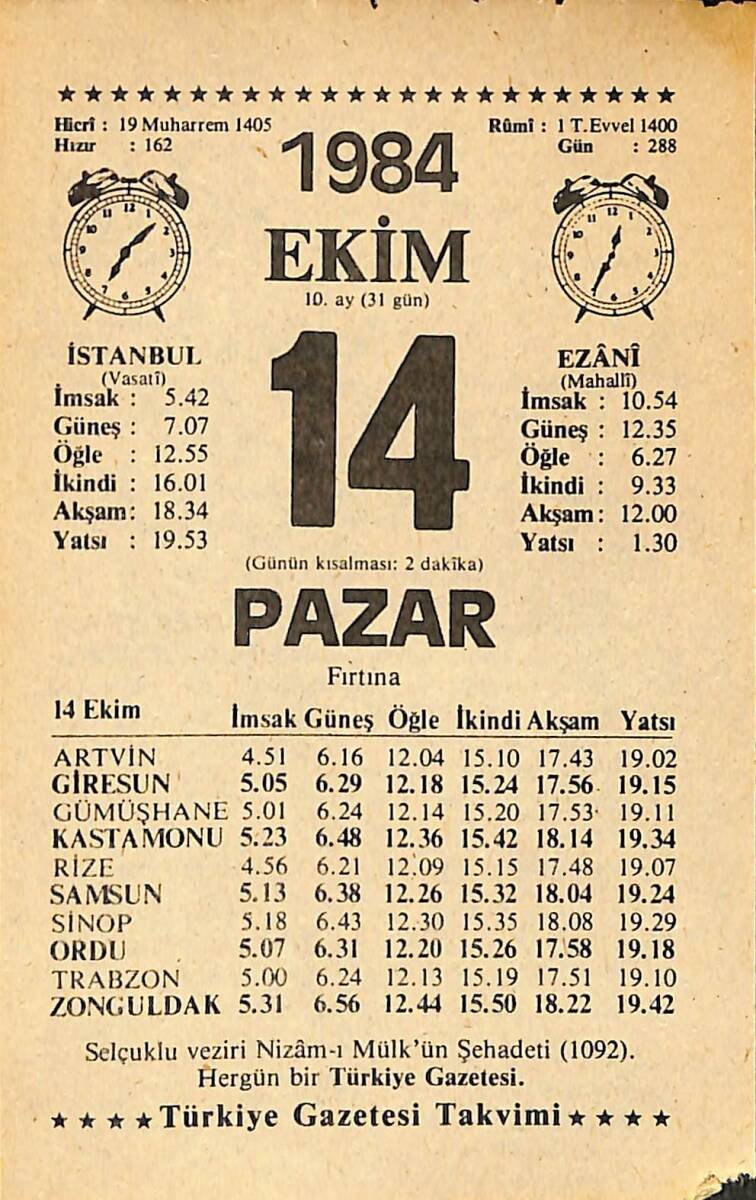 ★ ★ ★ ★ ★ ★ ★ ★ ★ ★ ★ ★ ★ ★ ★ ★ ★ ★ ★ ★ ★ ★ ★ ★
Hicrî : 19 Muharrem 1405
Hızır : 162
1984
Rûmî : 1 T.Evvel 1400
Gün : 288
EKİM
10. ay (31 gün)
14
İSTANBUL
(Vasatî)
İmsak : 5.42
Güneş : 7.07
Öğle : 12.55
İkindi : 16.01
Akşam : 18.34
Yatsı : 19.53
EZÂNÎ
(Mahallî)
İmsak : 10.54
Güneş : 12.35
Öğle : 6.27
İkindi : 9.33
Akşam : 12.00
Yatsı : 1.30
(Günün kısalması: 2 dakîka)
PAZAR
Fırtına
14 Ekim İmsak Güneş Öğle İkindi Akşam Yatsı
ARTVİN 4.51 6.16 12.04 15.10 17.43 19.02
GİRESUN 5.05 6.29 12.18 15.24 17.56 19.15
GÜMÜŞHANE 5.01 6.24 12.14 15.20 17.53 19.11
KASTAMONU 5.23 6.48 12.36 15.42 18.14 19.34
RİZE 4.56 6.21 12.09 15.15 17.48 19.07
SAMSUN 5.13 6.38 12.26 15.32 18.04 19.24
SİNOP 5.18 6.43 12.30 15.35 18.08 19.29
ORDU 5.07 6.31 12.20 15.26 17.58 19.18
TRABZON 5.00 6.24 12.13 15.19 17.51 19.10
ZONGULDAK 5.31 6.56 12.44 15.50 18.22 19.42
Selçuklu veziri Nizâm-ı Mülk'ün Şehadeti (1092).
Hergün bir Türkiye Gazetesi.
★ ★ ★ ★ Türkiye Gazetesi Takvimi ★ ★ ★ ★